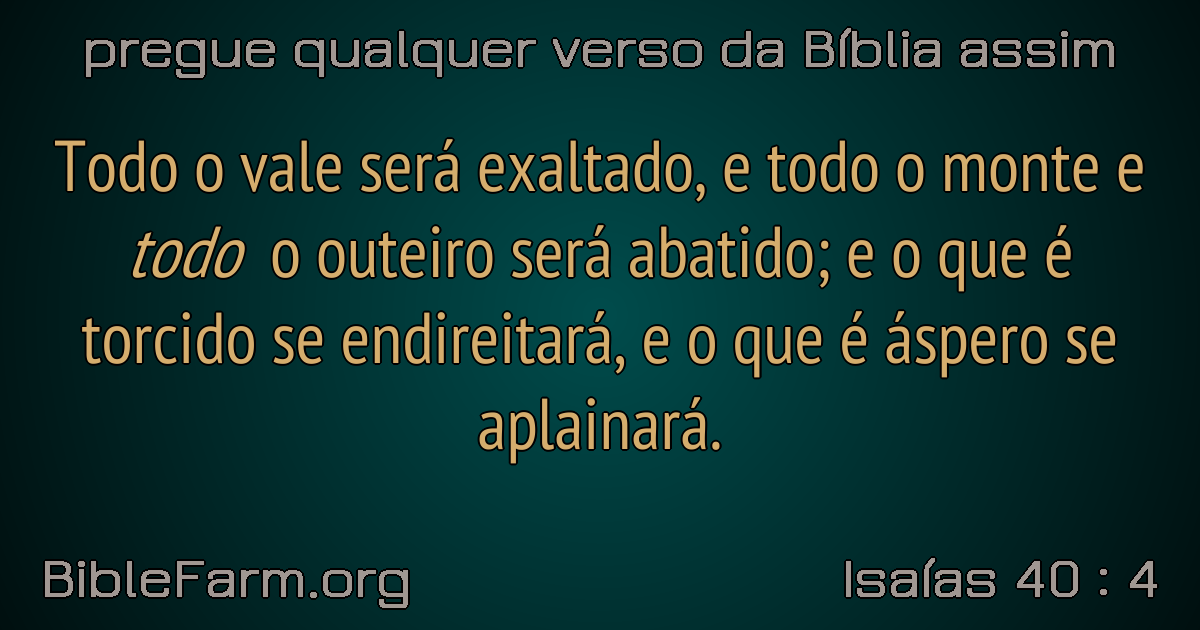 pregue qualquer verso da Bíblia assim
Todo o vale será exaltado, e todo o monte e
todo o outeiro será abatido; e o que é
torcido se endireitará, e o que é áspero se
aplainará.
BibleFarm.org
Isaías 40 : 4